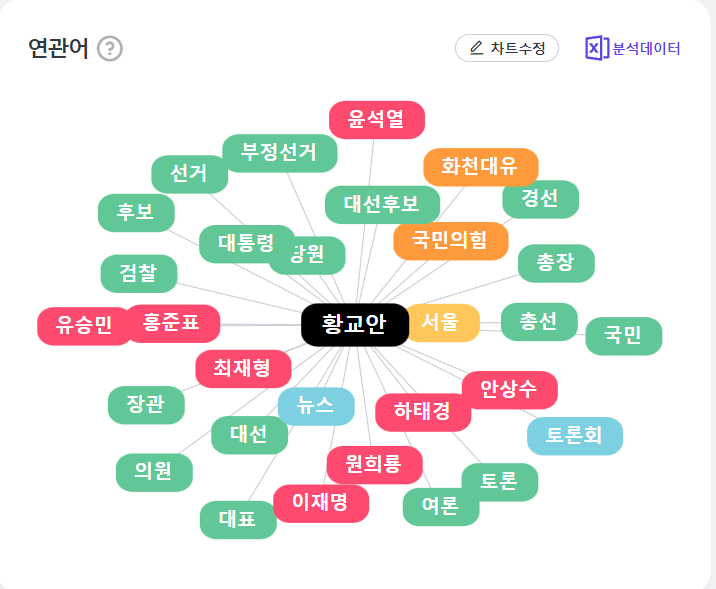 연관어
차트수정
분석데이터
윤석열
부정선거
화천대유
선거
경선
대선후보
후보
국민의힘
대통령
당원
총장
검찰
총선
서울
홍준표
유승민
황교안
국민
최재형
안상수
장관
뉴스
하태경
대선
토론회
원희룡
의원
토론
이재명
여론
대표